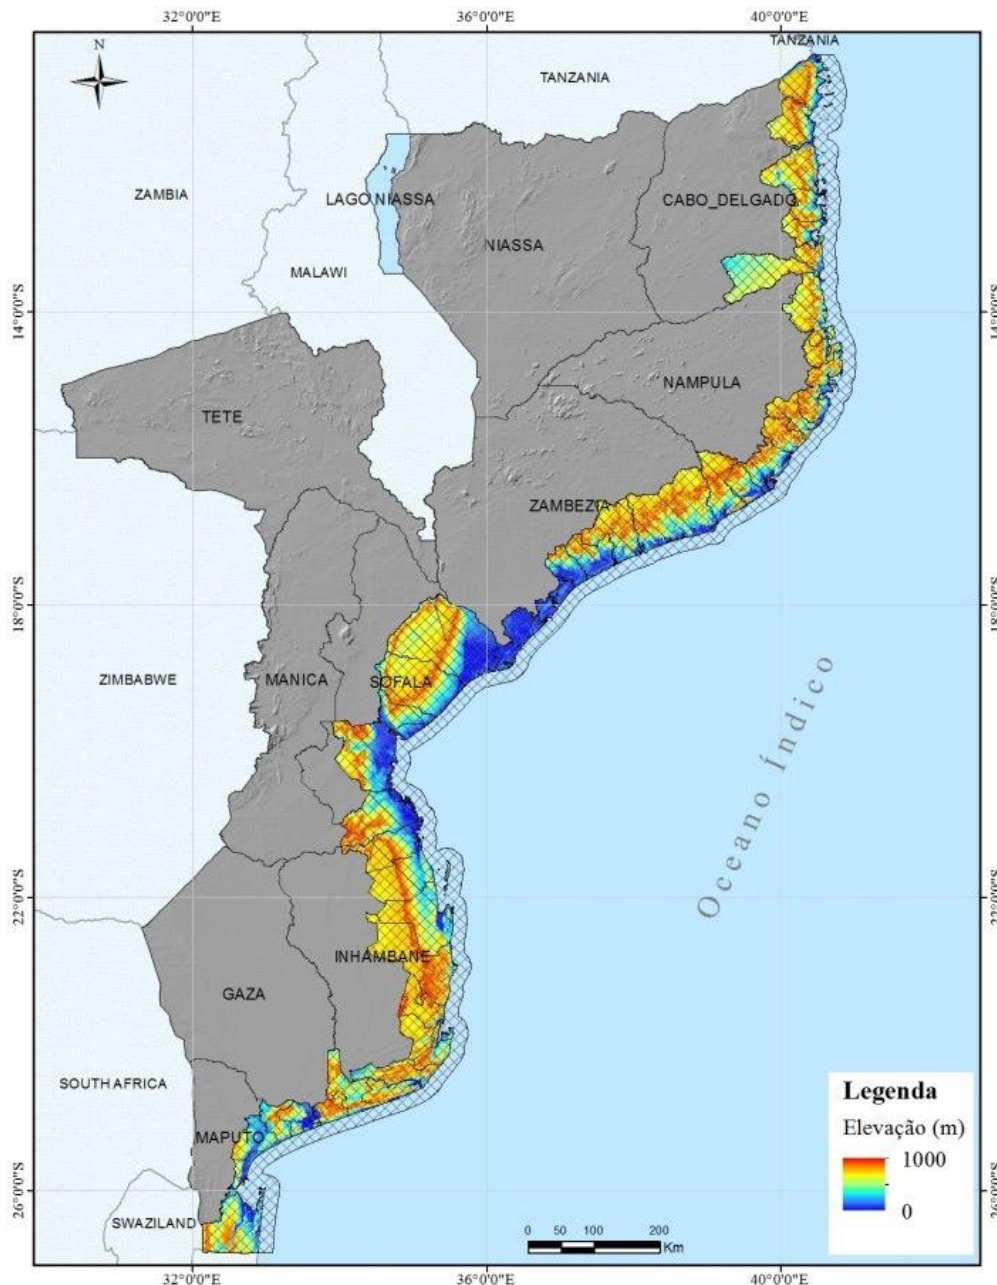 32°0'0"E 36°0'0"E 40°0'0"E
TANZANIA
N
TANZANIA
ZAMBIA
LAGO NIASSA
CABO_DELGADO
NIASSA
MALAWI
14°0'0"S 14°0'0"S
NAMPULA
TETE
ZAMBEZIA
18°0'0"S 18°0'0"S
ZIMBABWE
MANICA
SOFALA
Oceano Índico
22°0'0"S 22°0'0"S
INHAMBANE
GAZA
SOUTH AFRICA
MAPUTO
Legenda
Elevação (m)
1000
0
26°0'0"S 26°0'0"S
SWAZILAND
0 50 100 200
Km
32°0'0"E 36°0'0"E 40°0'0"E